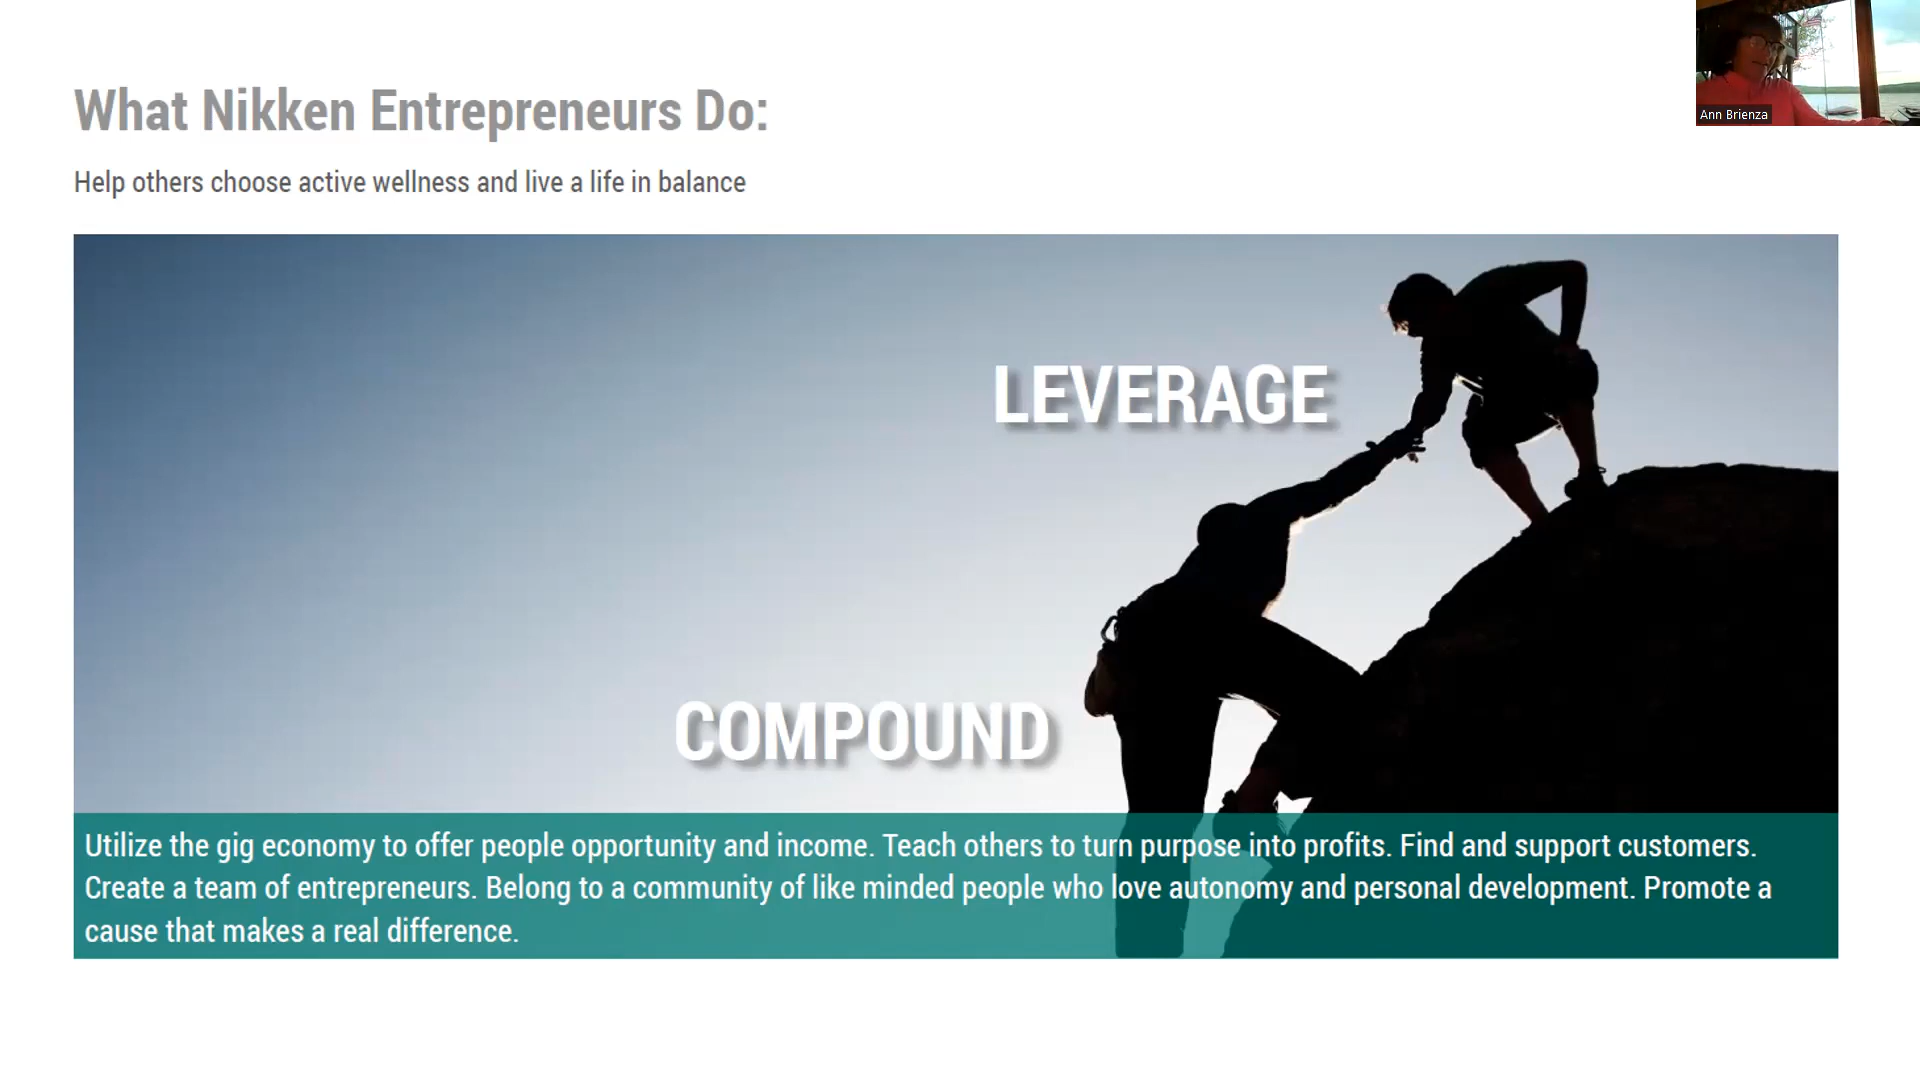 What Nikken Entrepreneurs Do:
Help others choose active wellness and live a life in balance
Ann Brienza
LEVERAGE
COMPOUND
Utilize the gig economy to offer people opportunity and income. Teach others to turn purpose into profits. Find and support customers.
Create a team of entrepreneurs. Belong to a community of like minded people who love autonomy and personal development. Promote a
cause that makes a real difference.